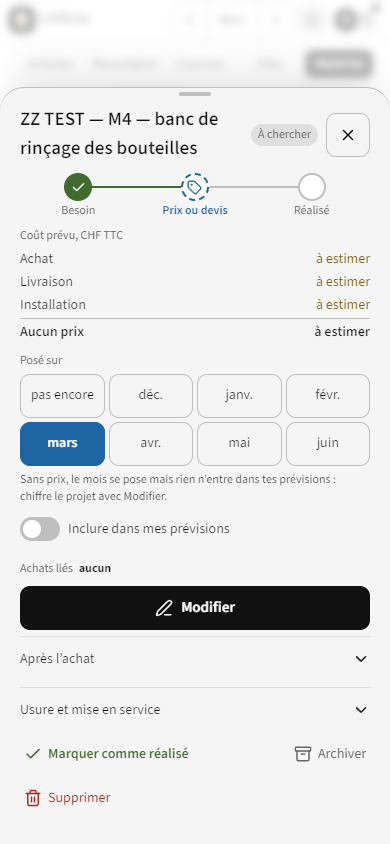 ZZ TEST — M4 — banc de
rinçage des bouteilles
À chercher
Besoin
Prix ou devis
Réalisé
Coût prévu, CHF TTC
Achat
à estimer
Livraison
à estimer
Installation
à estimer
Aucun prix
à estimer
Posé sur
pas encore
déc.
janv.
févr.
mars
avr.
mai
juin
Sans prix, le mois se pose mais rien n’entre dans tes prévisions :
chiffre le projet avec Modifier.
Inclure dans mes prévisions
Achats liés aucun
Modifier
Après l’achat
Usure et mise en service
Marquer comme réalisé
Archiver
Supprimer